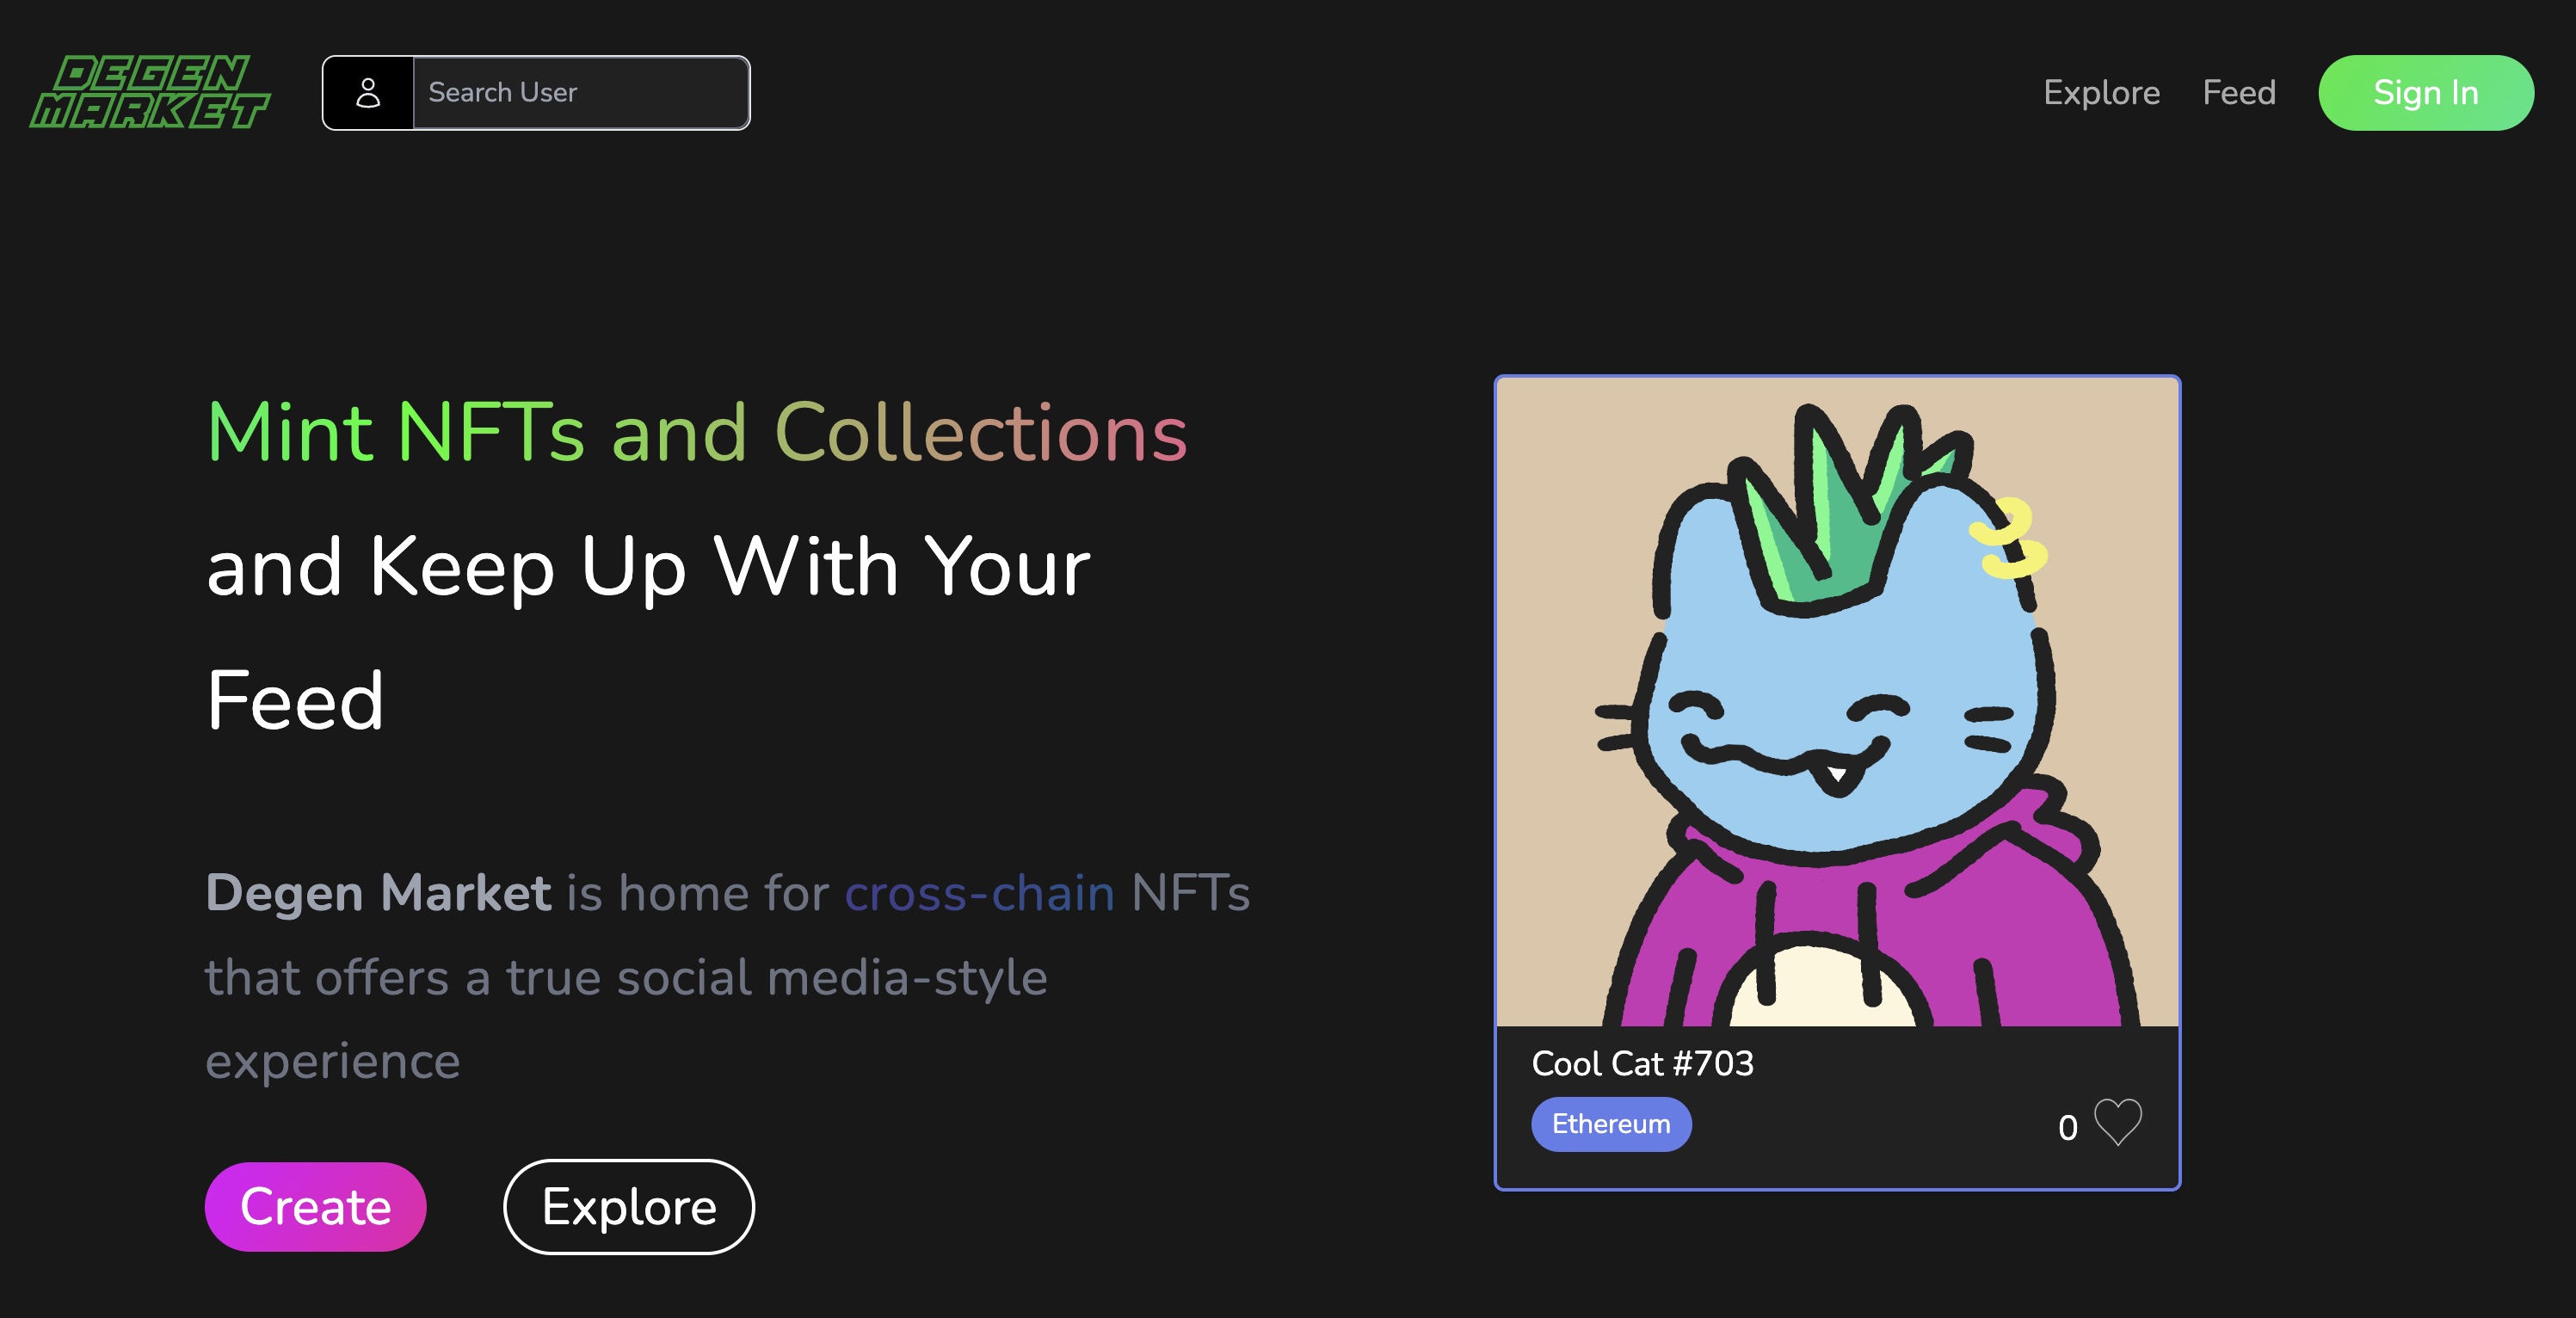 DEGEN
MARKET
Search User
Explore
Feed
Sign In
Mint NFTs and Collections
and Keep Up With Your
Feed
Degen Market is home for cross-chain NFTs
that offers a true social media-style
experience
Create
Explore
Cool Cat #703
Ethereum
0